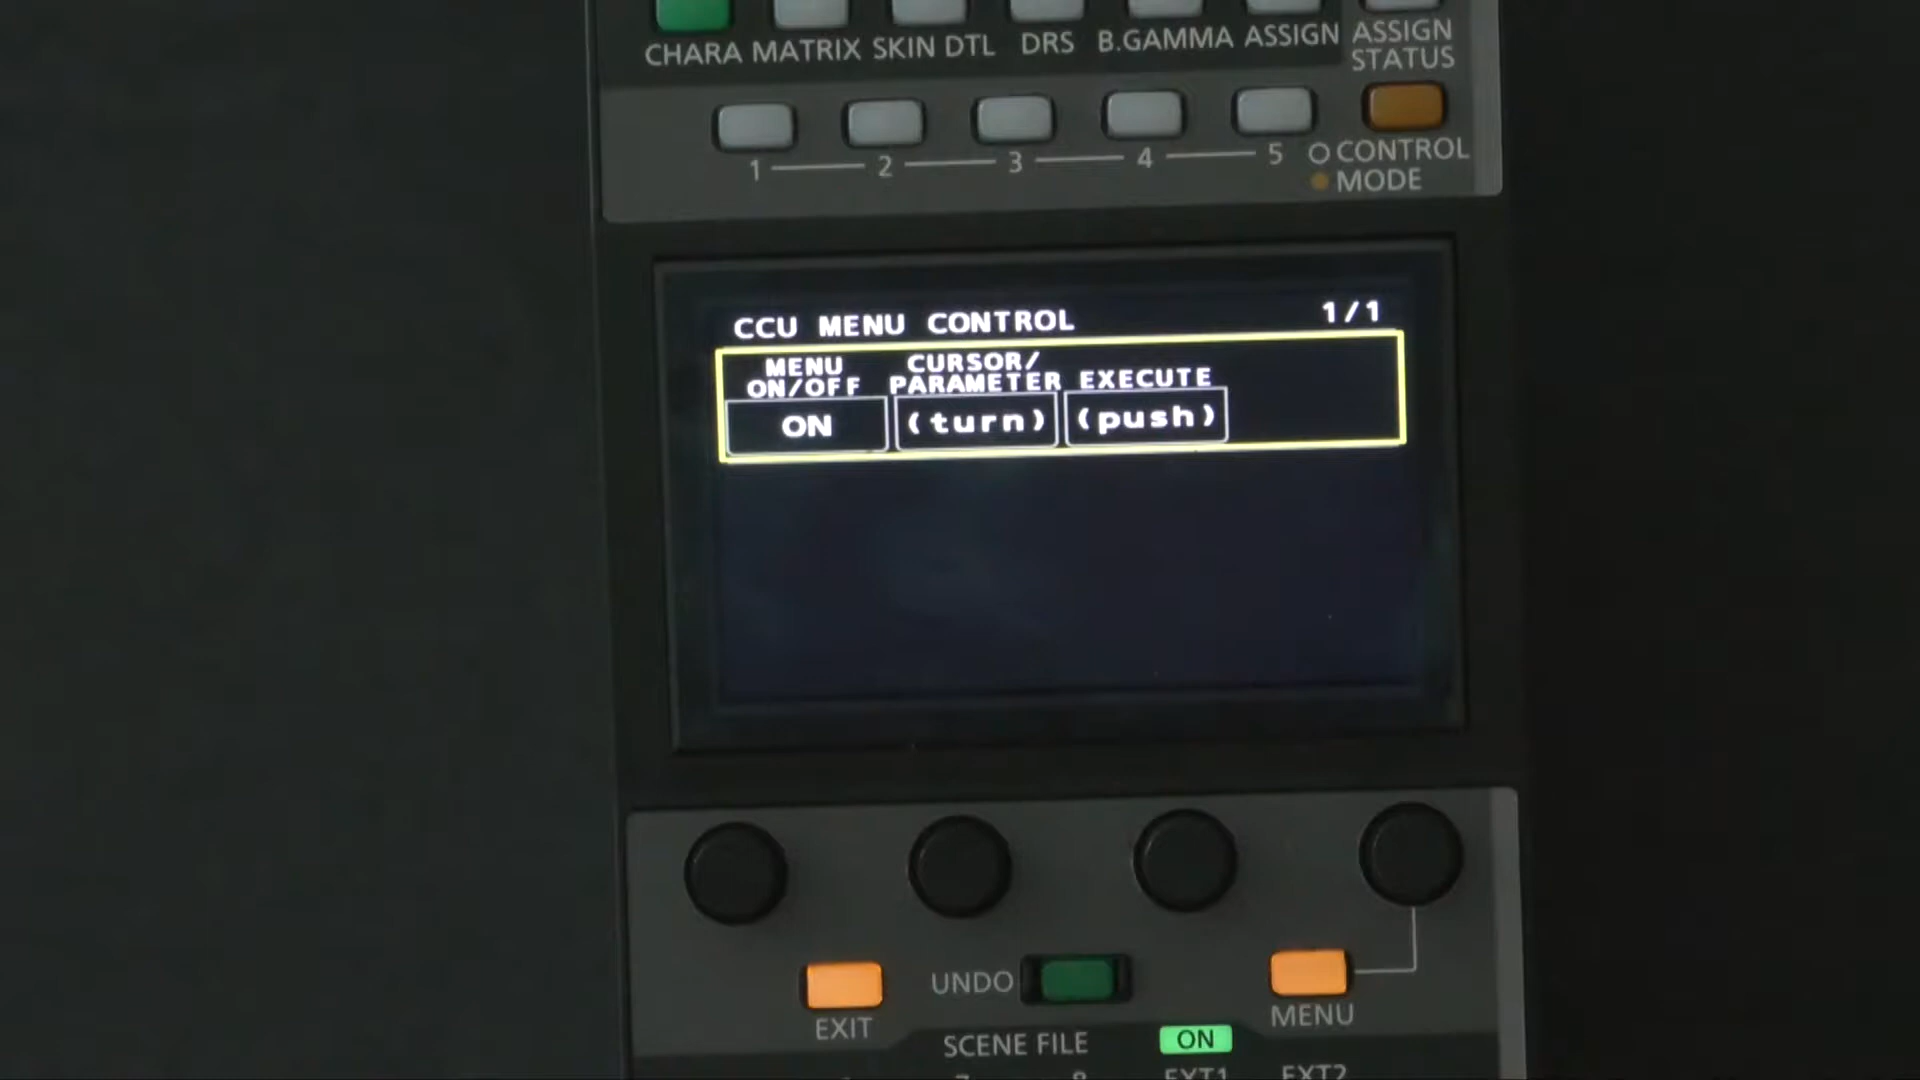 CHARA MATRIX SKIN DTL DRS B.GAMMA ASSIGN ASSIGN STATUS
1 2 3 4 5 CONTROL
MODE
CCU MENU CONTROL 1/1
MENU ON/OFF CURSOR/PARAMETER EXECUTE
ON (turn) (push)
UNDO
EXIT MENU
SCENE FILE ON
EXT1 EXT2